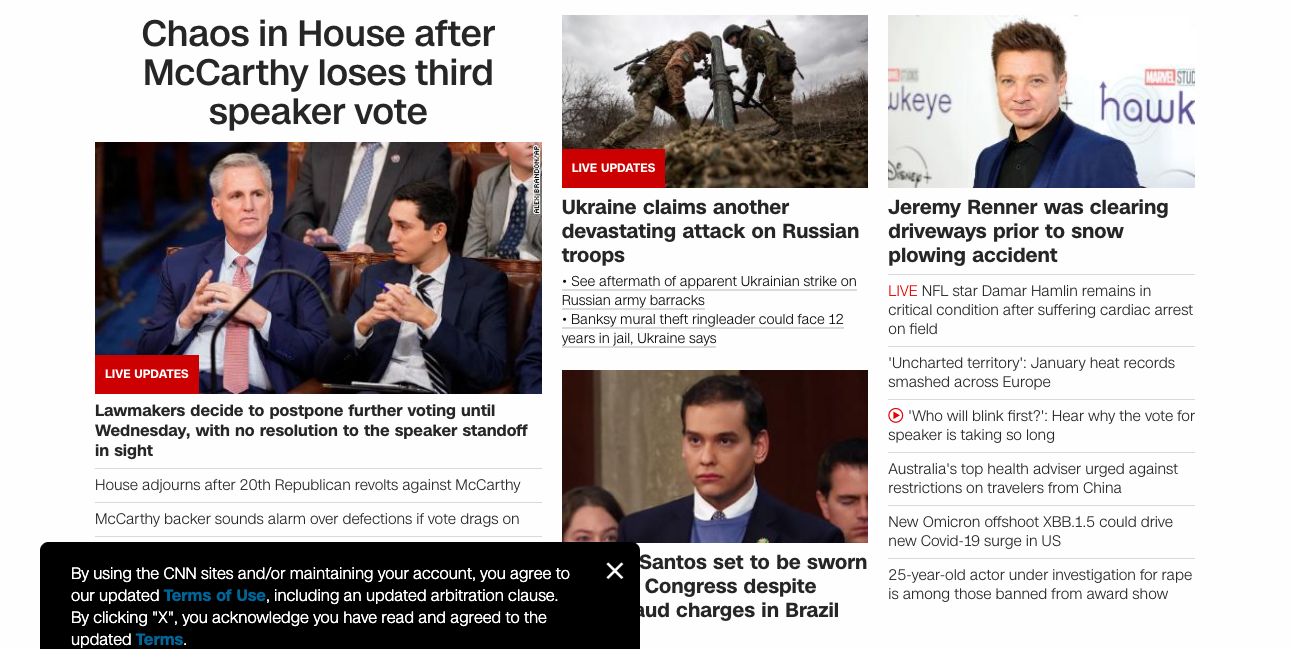 Chaos in House after
McCarthy loses third
speaker vote
ALEX BRANDON/AP
LIVE UPDATES
Lawmakers decide to postpone further voting until
Wednesday, with no resolution to the speaker standoff
in sight
House adjourns after 20th Republican revolts against McCarthy
McCarthy backer sounds alarm over defections if vote drags on
LIVE UPDATES
Ukraine claims another
devastating attack on Russian
troops
• See aftermath of apparent Ukrainian strike on
Russian army barracks
• Banksy mural theft ringleader could face 12
years in jail, Ukraine says
Santos set to be sworn
Congress despite
aud charges in Brazil
MARVEL STUD
wkeye
hawk
Disney+
Jeremy Renner was clearing
driveways prior to snow
plowing accident
LIVE NFL star Damar Hamlin remains in
critical condition after suffering cardiac arrest
on field
'Uncharted territory': January heat records
smashed across Europe
'Who will blink first?': Hear why the vote for
speaker is taking so long
Australia's top health adviser urged against
restrictions on travelers from China
New Omicron offshoot XBB.1.5 could drive
new Covid-19 surge in US
25-year-old actor under investigation for rape
is among those banned from award show
By using the CNN sites and/or maintaining your account, you agree to
our updated Terms of Use, including an updated arbitration clause.
By clicking "X", you acknowledge you have read and agreed to the
updated Terms.